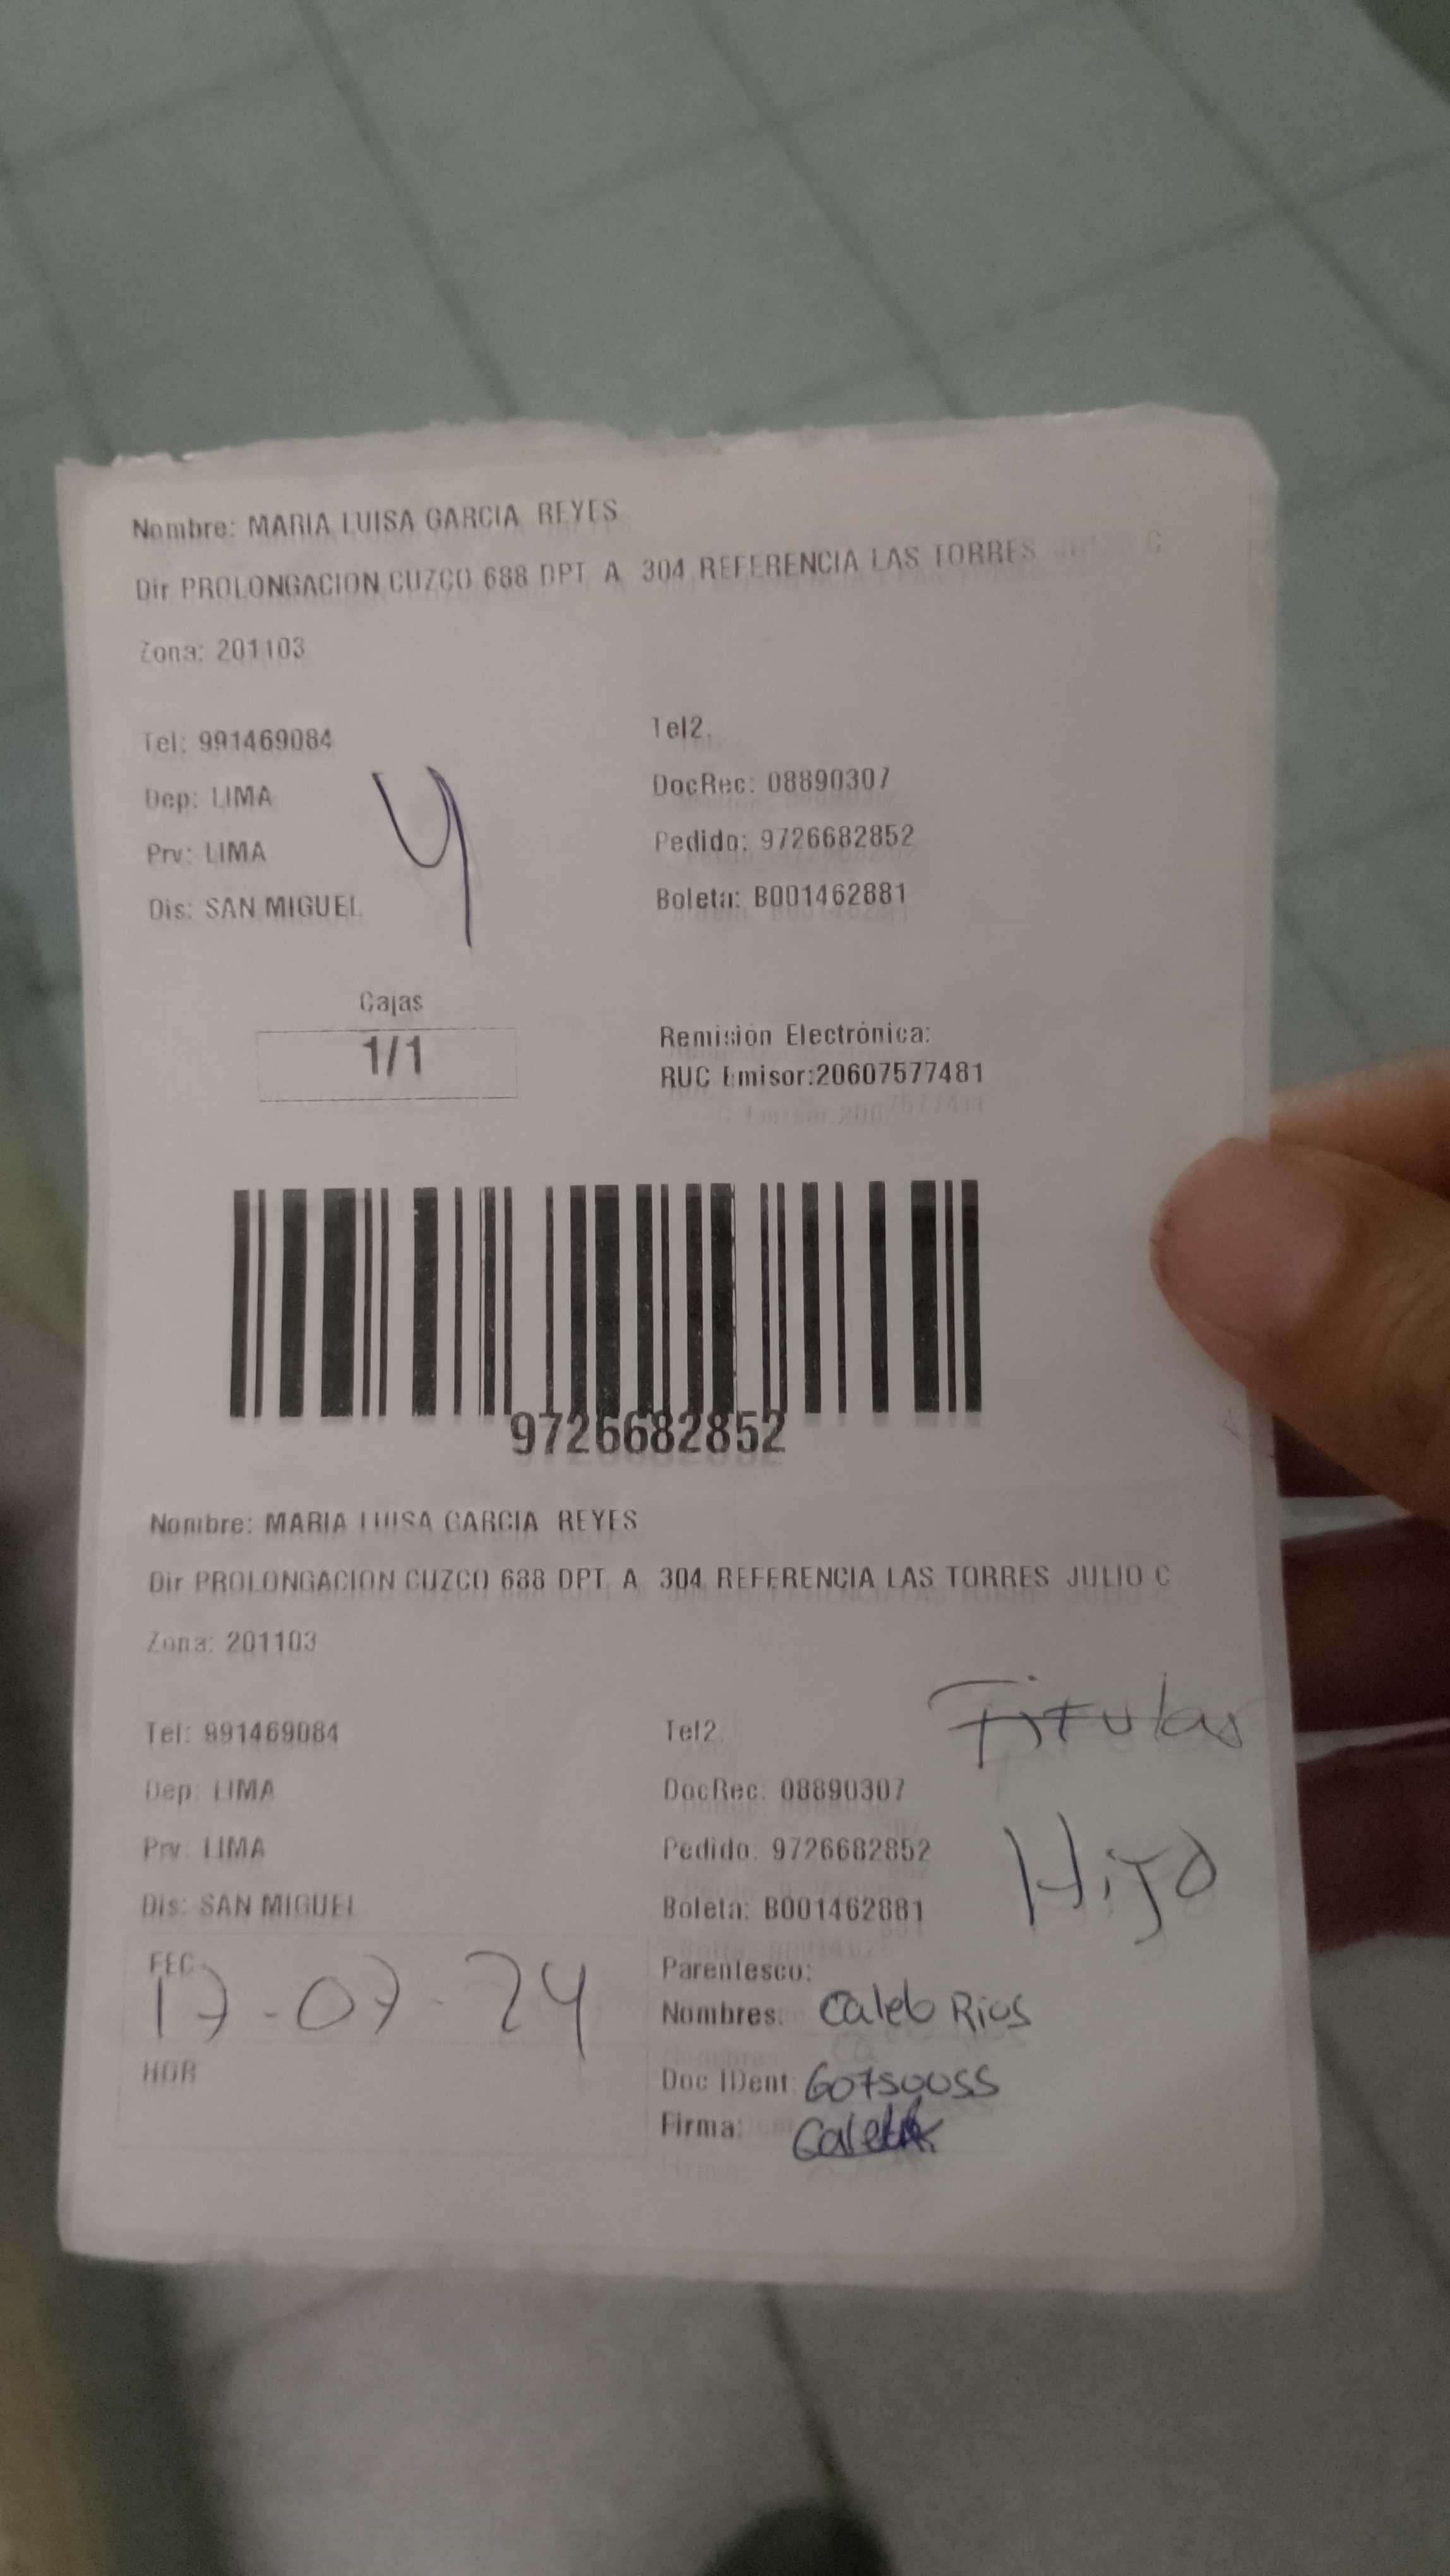 Nombre: MARIA LUISA GARCIA REYES
Dir PROLONGACION CUZCO 688 DPT A 304 REFERENCIA LAS TORRES JULIO C
Zona: 201103
Tel: 991469084
Tel2.
Dep: LIMA
DocRec: 08890307
Prv: LIMA
Pedido: 9726682852
Dis: SAN MIGUEL
Boleta: B001462881
Cajas
1/1
Remisión Electrónica:
RUC Emisor:20607577481
9726682852
Nombre: MARIA LUISA GARCIA REYES
Dir PROLONGACION CUZCO 688 DPT A 304 REFERENCIA LAS TORRES JULIO C
Zona: 201103
Titular
Tel: 991469084
Tel2.
Dep: LIMA
DocRec: 08890307
Hijo
Prv: LIMA
Pedido: 9726682852
Dis: SAN MIGUEL
Boleta: B001462881
FEC
17-07-24
Parentesco:
Nombres: Caleb Rios
HOR
Doc IDent:
Firma: